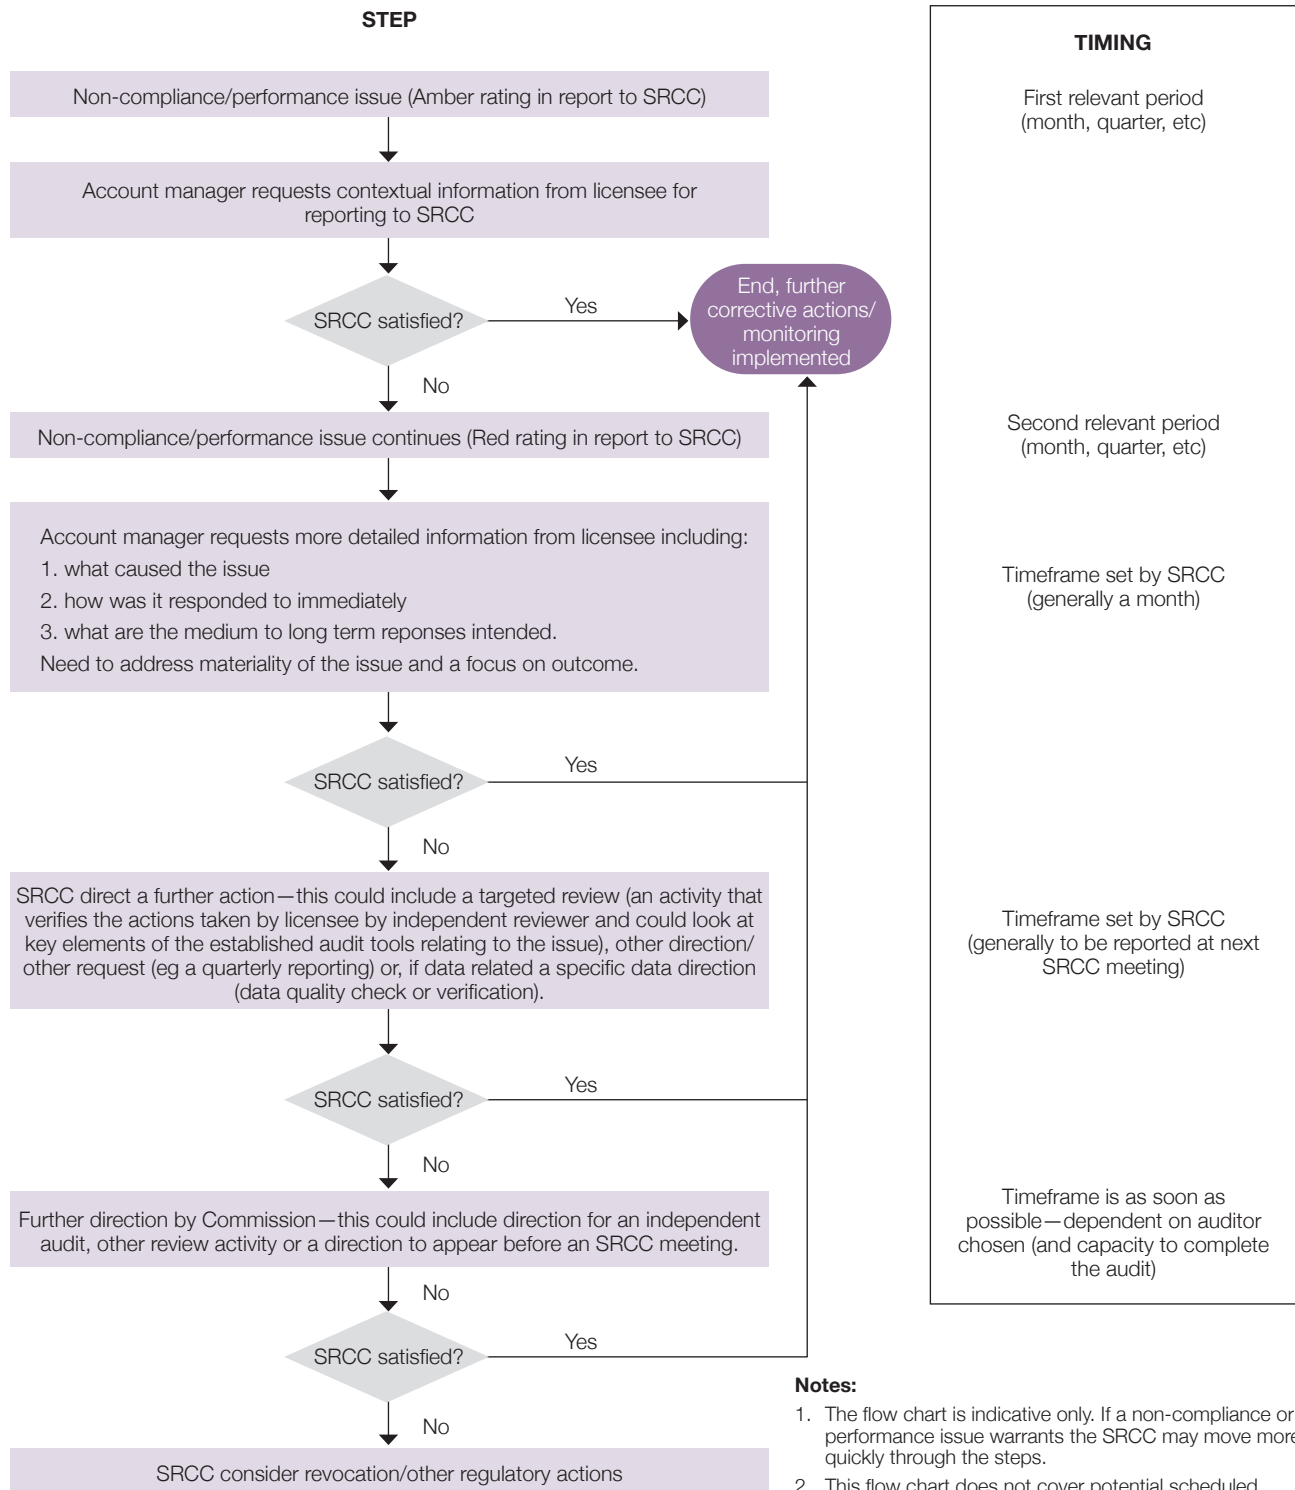 STEP
Non-compliance/performance issue (Amber rating in report to SRCC)
Account manager requests contextual information from licensee for
reporting to SRCC
SRCC satisfied?
Yes
End, further
corrective actions/
monitoring
implemented
No
Non-compliance/performance issue continues (Red rating in report to SRCC)
Account manager requests more detailed information from licensee including:
1. what caused the issue
2. how was it responded to immediately
3. what are the medium to long term reponses intended.
Need to address materiality of the issue and a focus on outcome.
SRCC satisfied?
Yes
No
SRCC direct a further action—this could include a targeted review (an activity that
verifies the actions taken by licensee by independent reviewer and could look at
key elements of the established audit tools relating to the issue), other direction/
other request (eg a quarterly reporting) or, if data related a specific data direction
(data quality check or verification).
SRCC satisfied?
Yes
No
Further direction by Commission—this could include direction for an independent
audit, other review activity or a direction to appear before an SRCC meeting.
No
SRCC satisfied?
Yes
No
SRCC consider revocation/other regulatory actions
TIMING
First relevant period
(month, quarter, etc)
Second relevant period
(month, quarter, etc)
Timeframe set by SRCC
(generally a month)
Timeframe set by SRCC
(generally to be reported at next
SRCC meeting)
Timeframe is as soon as
possible—dependent on auditor
chosen (and capacity to complete
the audit)
Notes:
1. The flow chart is indicative only. If a non-compliance or
performance issue warrants the SRCC may move more
quickly through the steps.
2. This flow chart does not cover potential scheduled